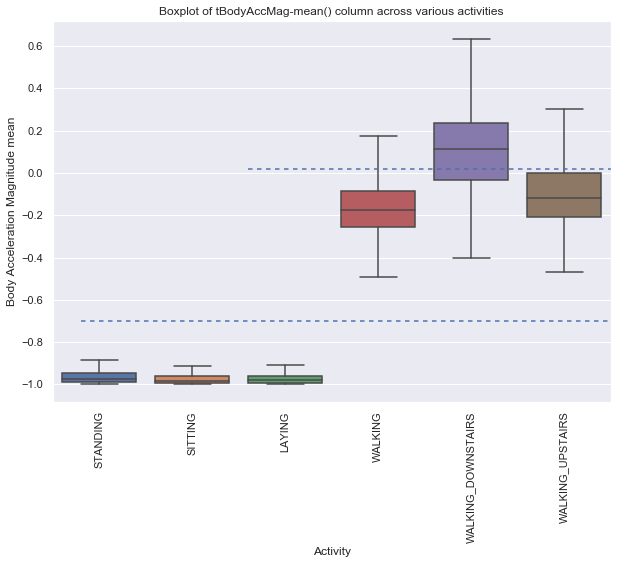 Boxplot of tBodyAccMag-mean() column across various activities
Body Acceleration Magnitude mean
0.6
0.4
0.2
0.0
−0.2
−0.4
−0.6
−0.8
−1.0
STANDING
SITTING
LAYING
WALKING
WALKING_DOWNSTAIRS
WALKING_UPSTAIRS
Activity